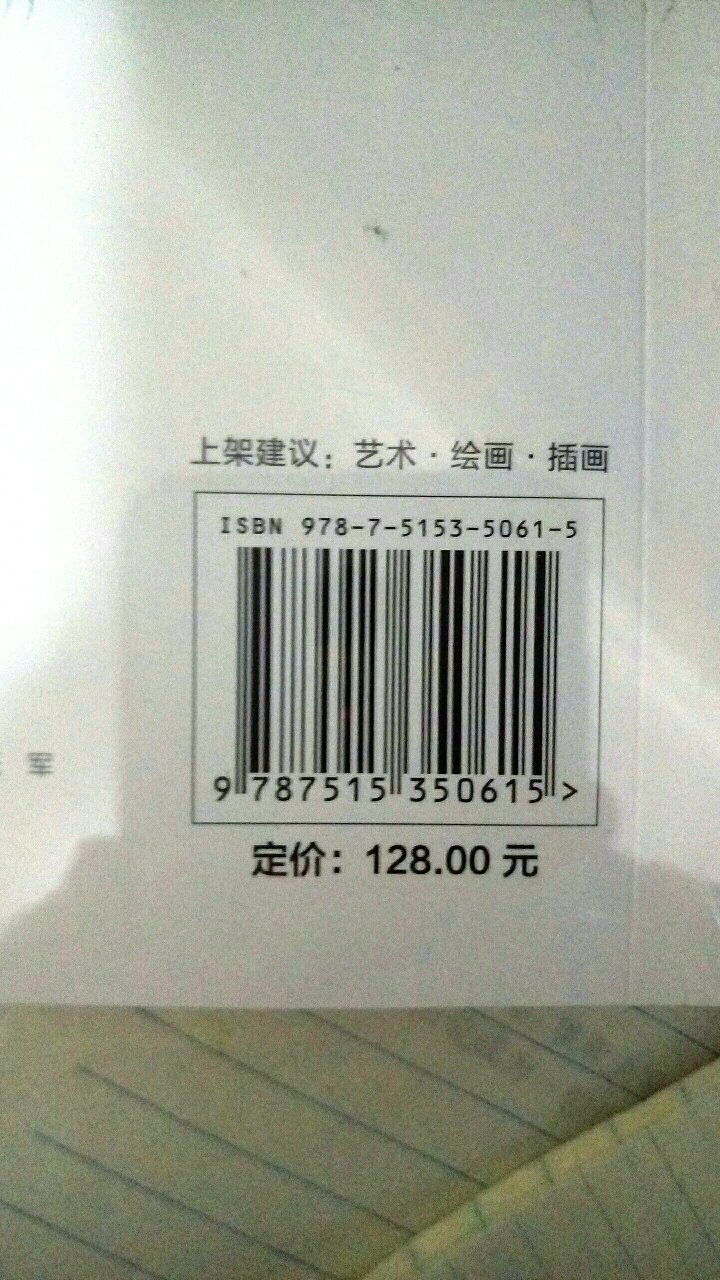 上架建议：艺术·绘画·插画
ISBN 978-7-5153-5061-5
9 787515 350615 >
军
定价：128.00 元